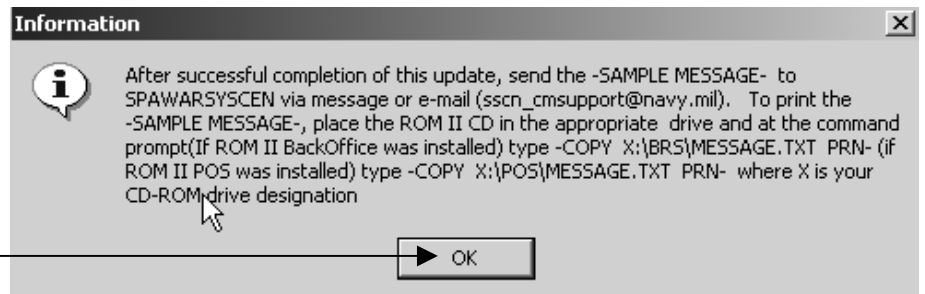 Information
After successful completion of this update, send the -SAMPLE MESSAGE- to
SPAWARSYSCEN via message or e-mail (sscn_cmsupport@navy.mil). To print the
-SAMPLE MESSAGE-, place the ROM II CD in the appropriate drive and at the command
prompt(If ROM II BackOffice was installed) type -COPY X:\BRS\MESSAGE.TXT PRN- (if
ROM II POS was installed) type -COPY X:\POS\MESSAGE.TXT PRN- where X is your
CD-ROM drive designation
OK